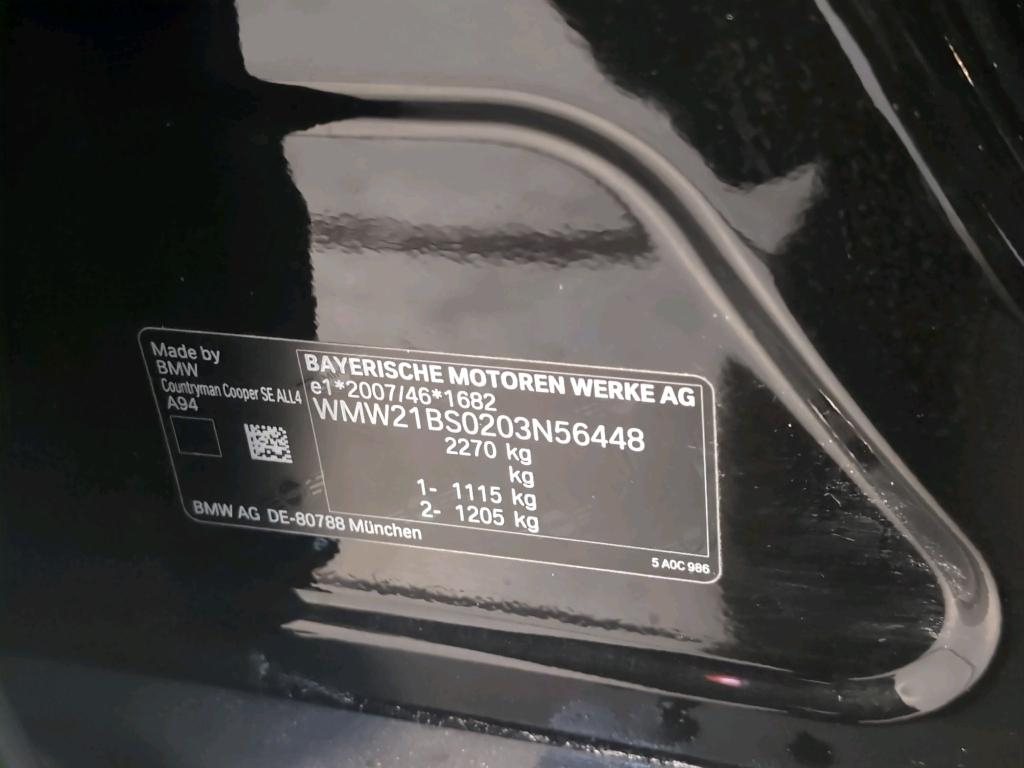 Made by
BMW
Countryman Cooper SE ALL4
A94
BAYERISCHE MOTOREN WERKE AG
e1*2007/46*1682
WMW21BS0203N56448
2270 kg
kg
1- 1115 kg
2- 1205 kg
BMW AG DE-80788 München
5 A0C 986